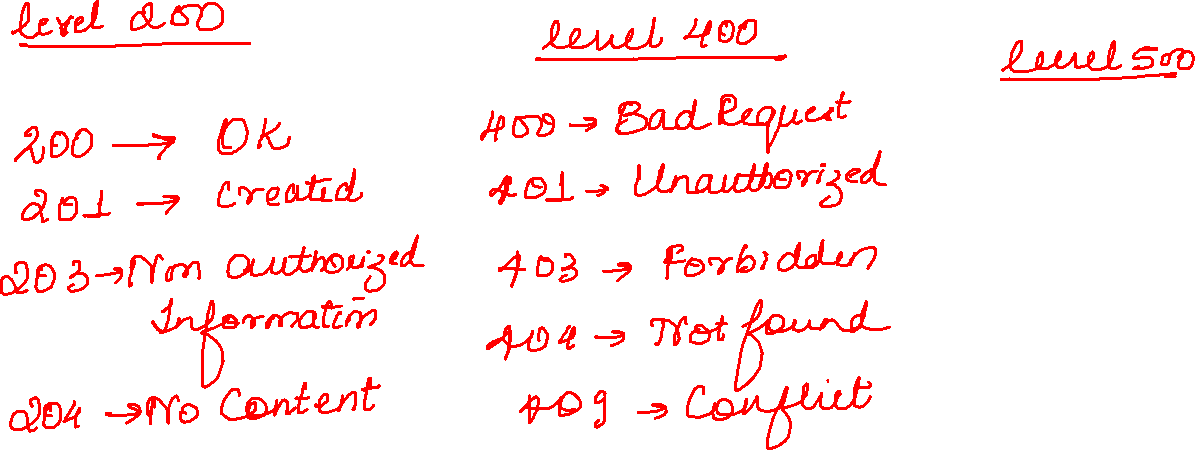 level 200
200 → OK
201 → Created
203 → Non authorized
Information
204 → No Content
level 400
400 → Bad Request
401 → Unauthorized
403 → Forbidden
404 → Not found
409 → Conflict
level 500